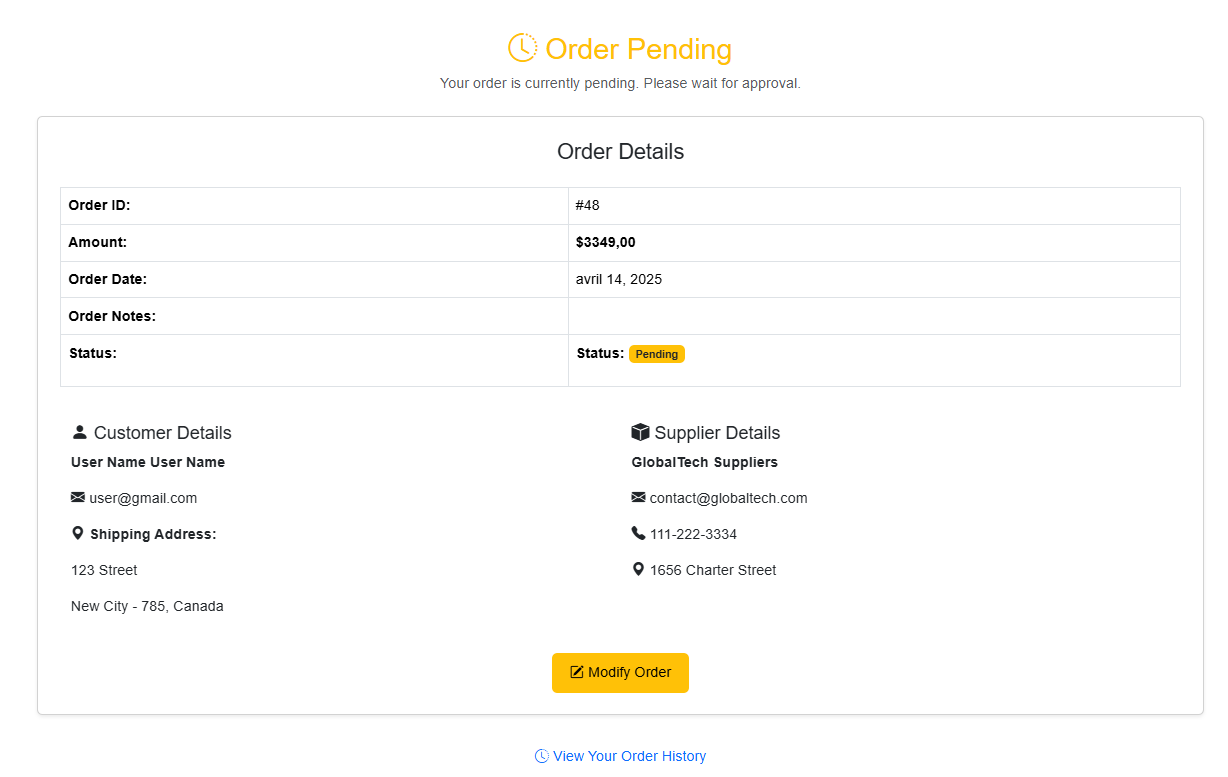 Order Pending
Your order is currently pending. Please wait for approval.
Order Details
Order ID: #48
Amount: $3349,00
Order Date: avril 14, 2025
Order Notes:
Status: Status: Pending
Customer Details
User Name User Name
user@gmail.com
Shipping Address:
123 Street
New City - 785, Canada
Supplier Details
GlobalTech Suppliers
contact@globaltech.com
111-222-3334
1656 Charter Street
Modify Order
View Your Order History